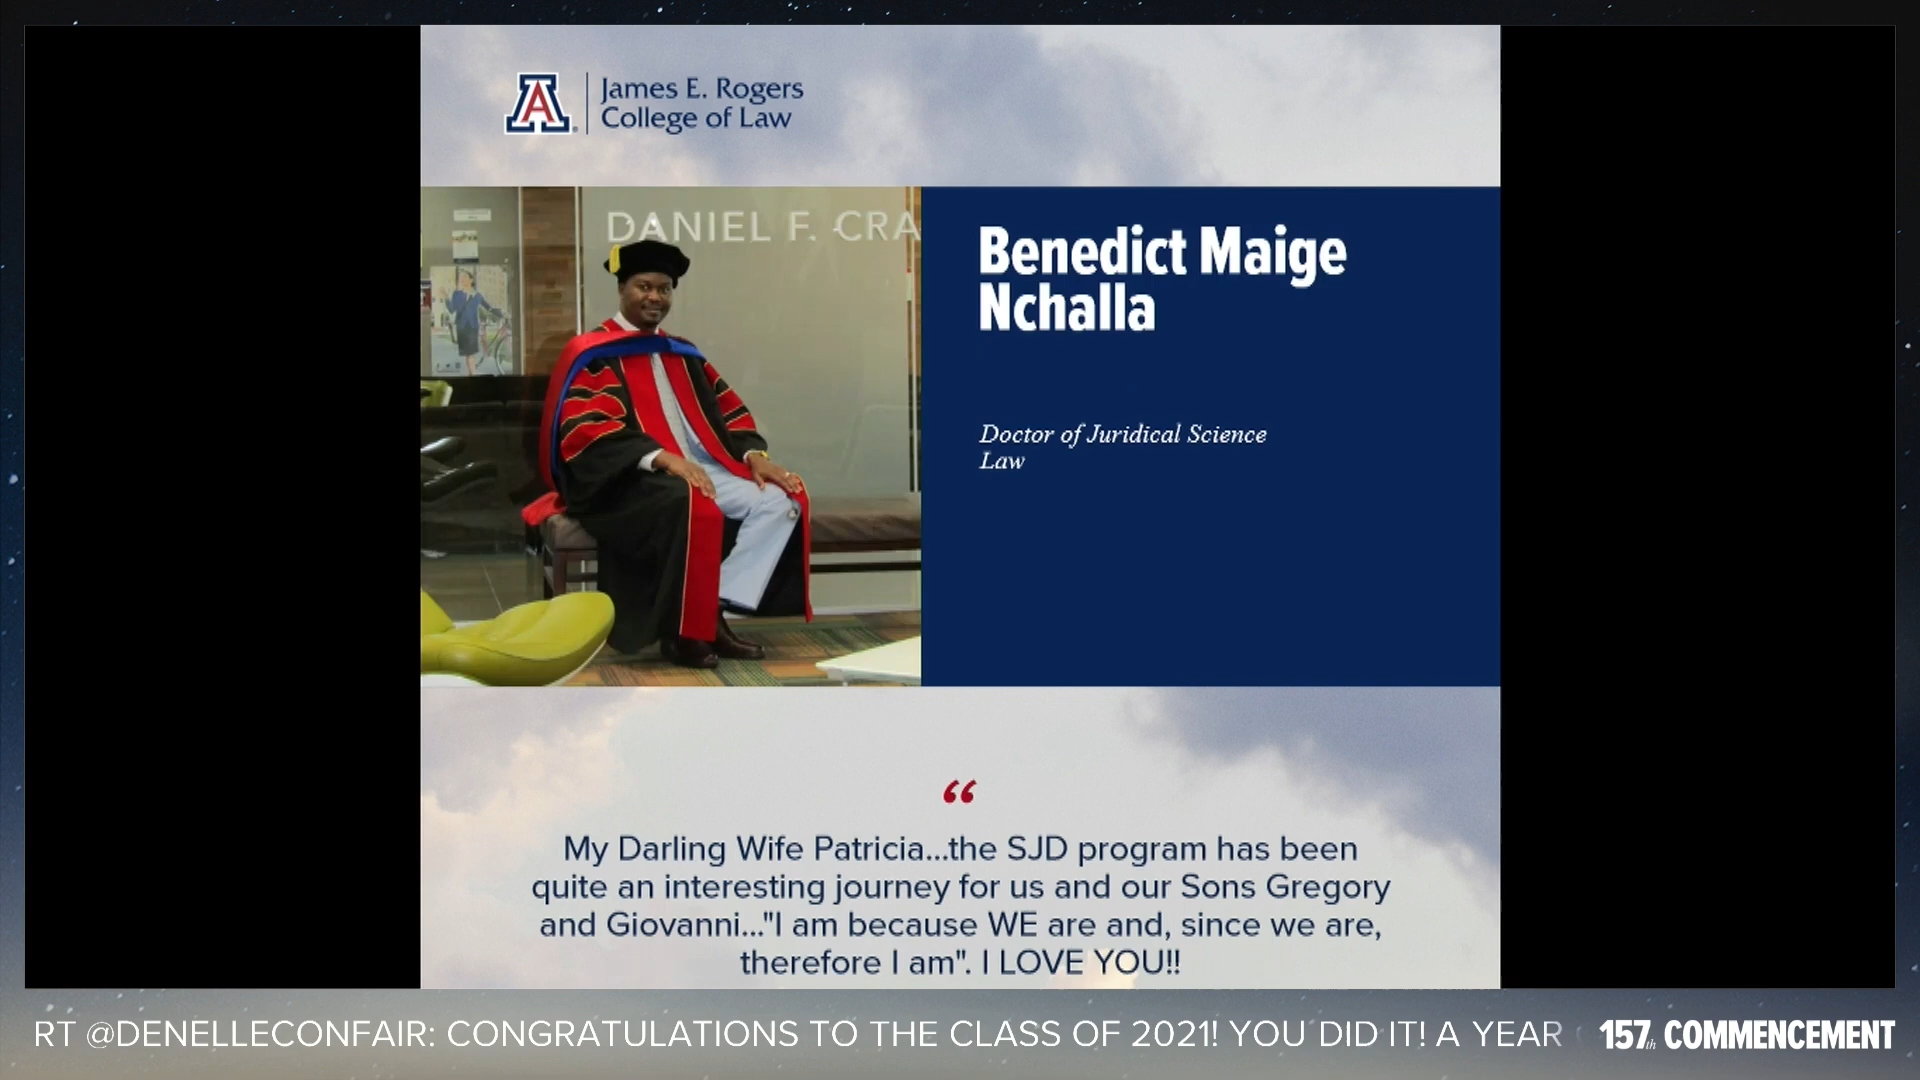 A
James E. Rogers
College of Law
DANIEL F. CRA
Benedict Maige
Nchalla
Doctor of Juridical Science
Law
“
My Darling Wife Patricia...the SJD program has been
quite an interesting journey for us and our Sons Gregory
and Giovanni..."I am because WE are and, since we are,
therefore I am". I LOVE YOU!!
RT @DENELLECONFAIR: CONGRATULATIONS TO THE CLASS OF 2021! YOU DID IT! A YEAR
157th COMMENCEMENT